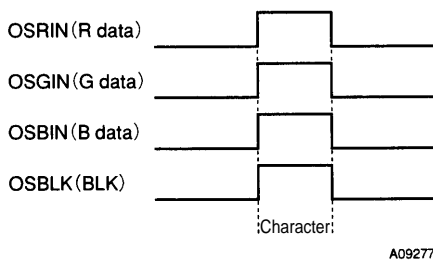 OSRIN(R data)
OSGIN(G data)
OSBIN(B data)
OSBLK(BLK)
Character
A09277